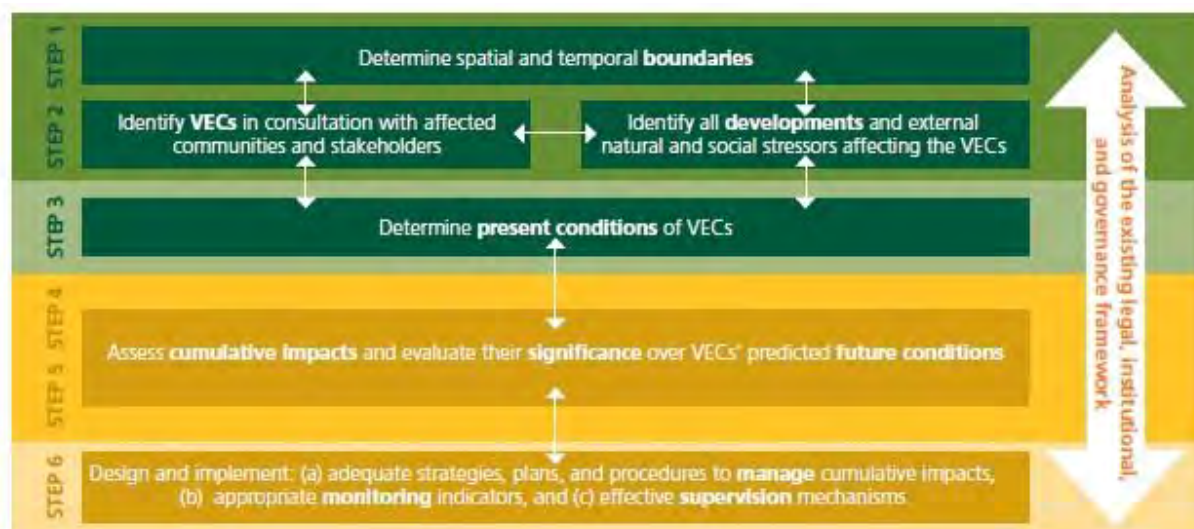 STEP 1
Determine spatial and temporal boundaries
STEP 2
Identify VECs in consultation with affected
communities and stakeholders
Identify all developments and external
natural and social stressors affecting the VECs
STEP 3
Determine present conditions of VECs
STEP 4
STEP 5
Assess cumulative impacts and evaluate their significance over VECs' predicted future conditions
STEP 6
Design and implement: (a) adequate strategies, plans, and procedures to manage cumulative impacts,
(b) appropriate monitoring indicators, and (c) effective supervision mechanisms
Analysis of the existing legal, institutional,
and governance framework